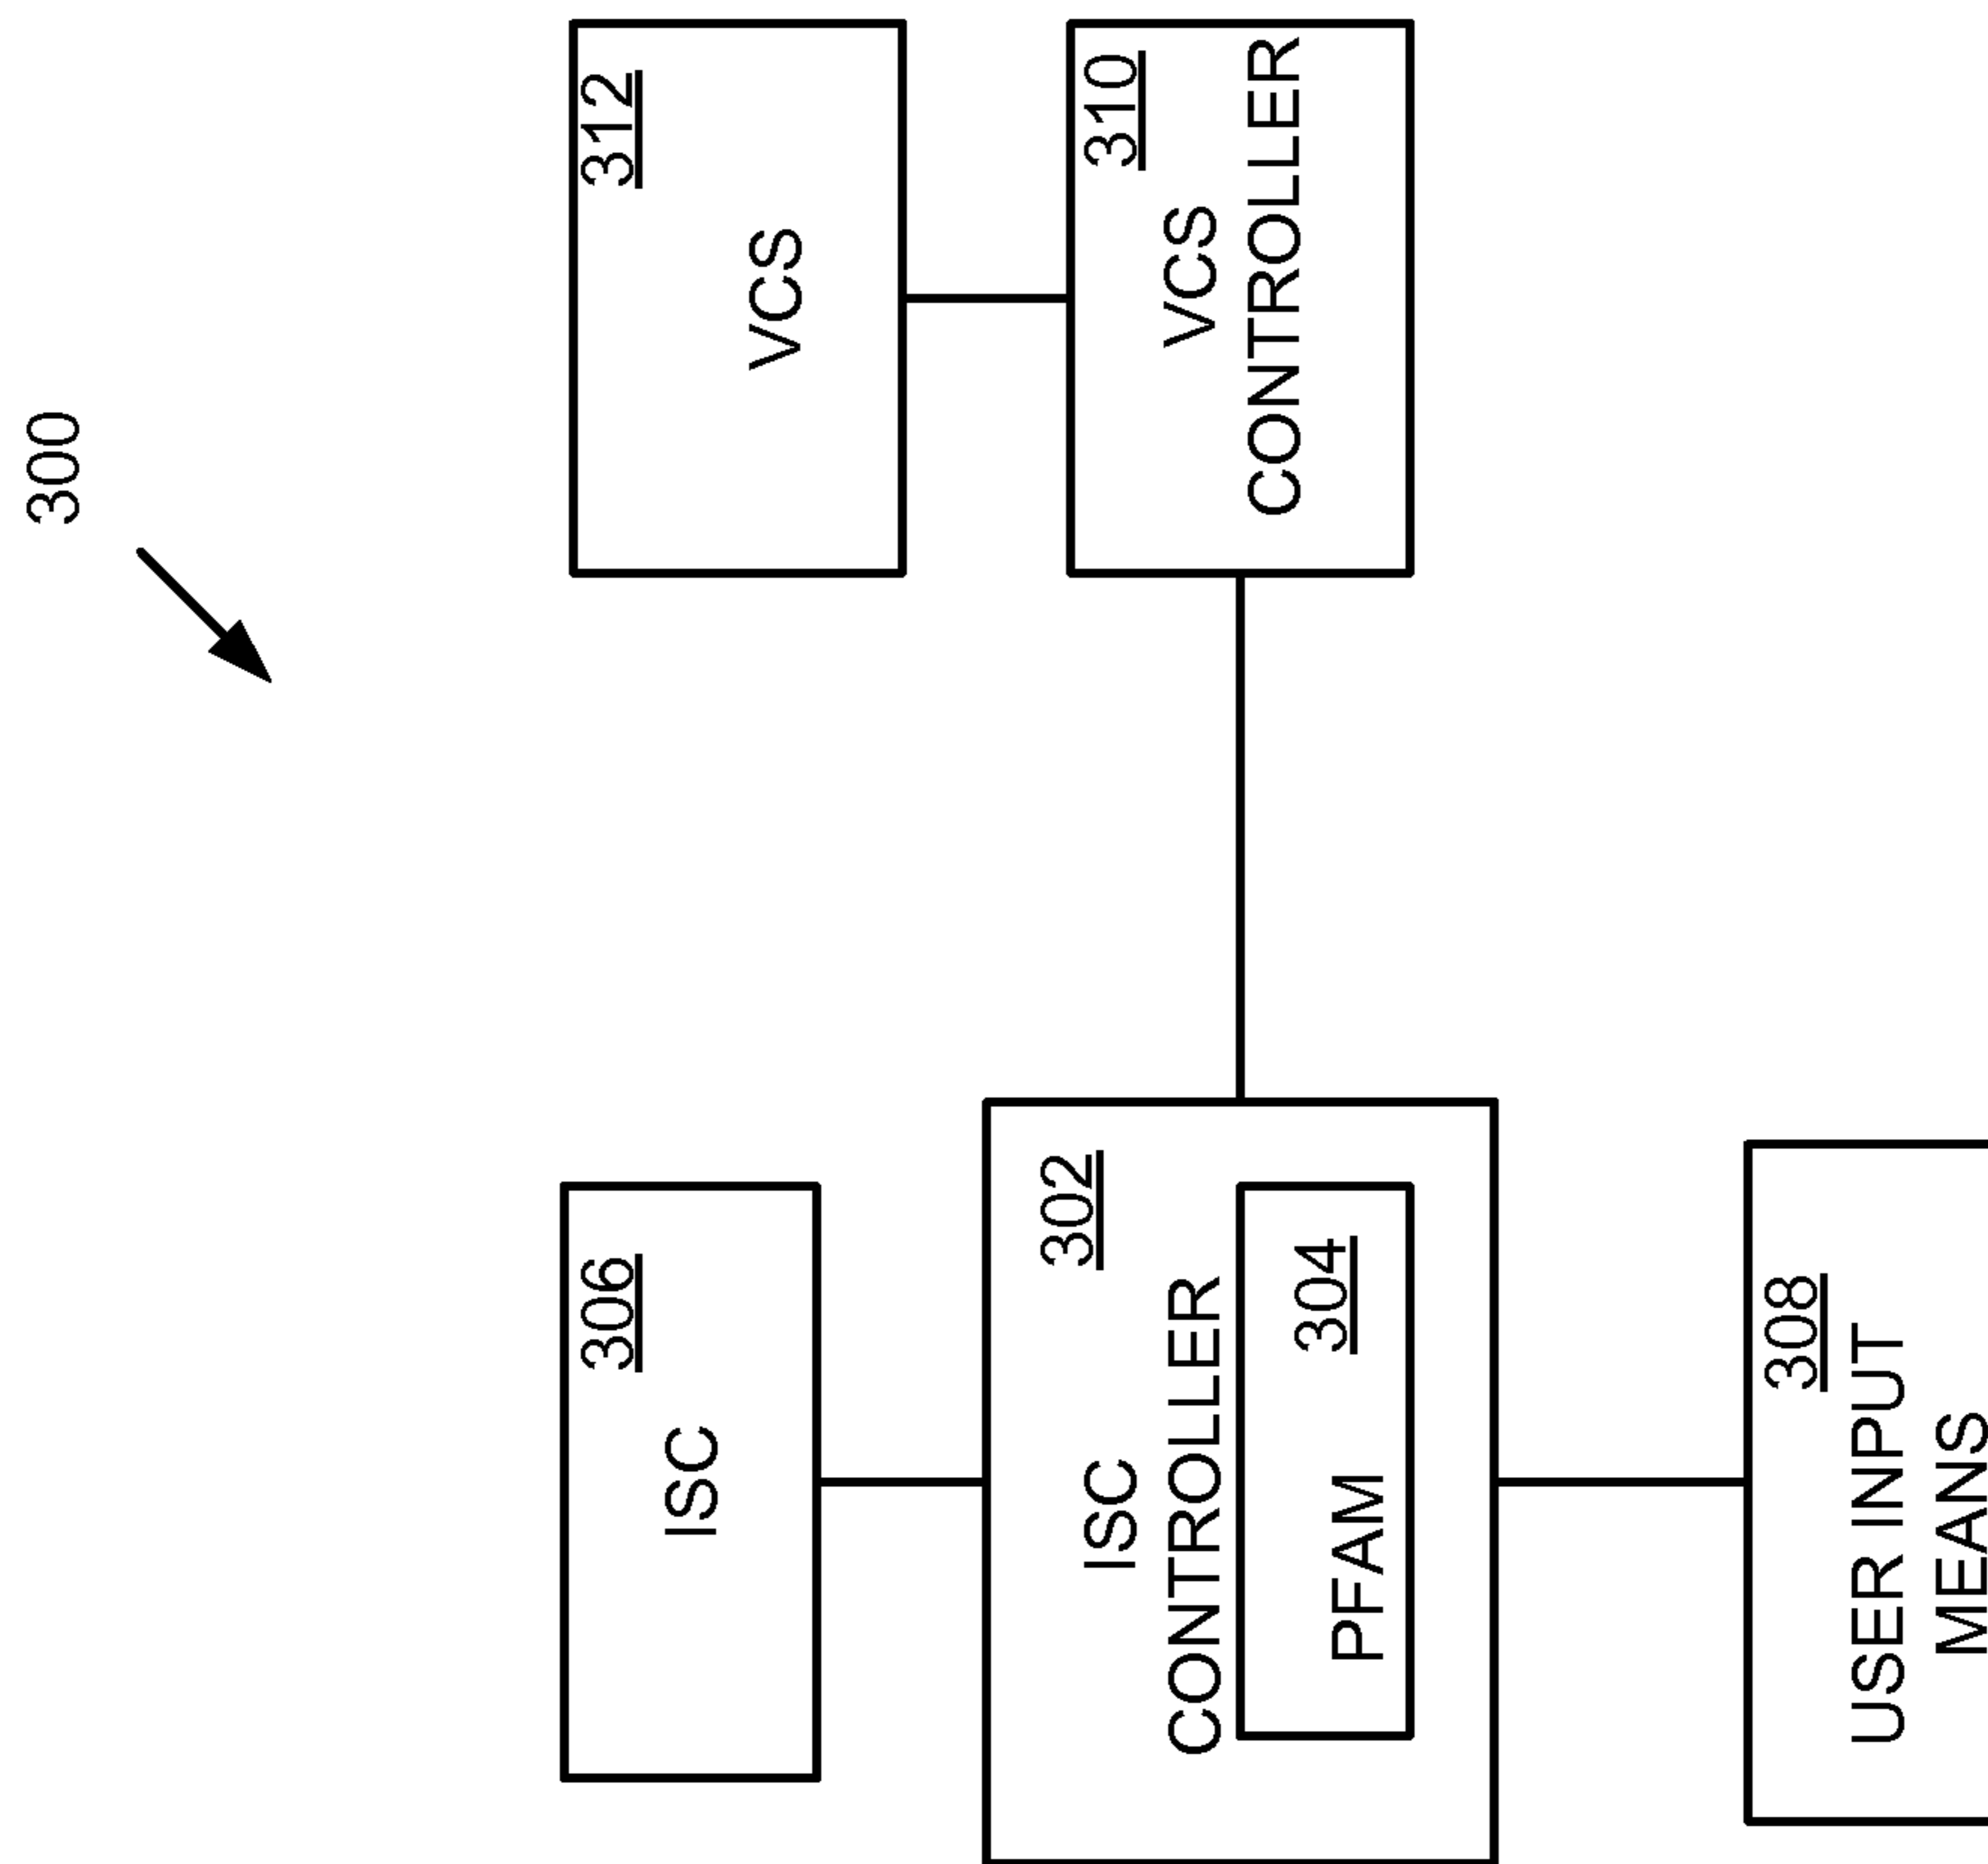 300
306
ISC
312
VCS
302
ISC
CONTROLLER
304
PFAM
310
VCS
CONTROLLER
308
USER INPUT
MEANS